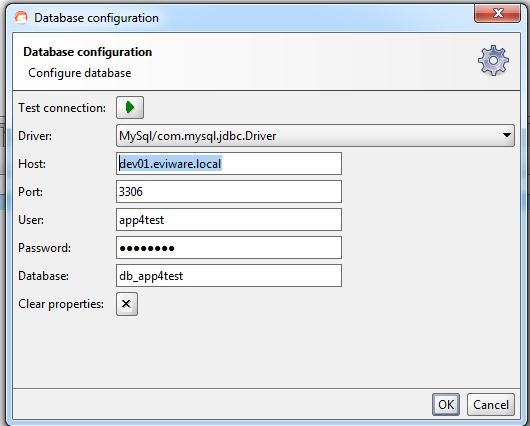 Database configuration
Database configuration
Configure database
Test connection:
Driver: MySql/com.mysql.jdbc.Driver
Host: dev01.eviware.local
Port: 3306
User: app4test
Password: ●●●●●●●●
Database: db_app4test
Clear properties:
OK Cancel